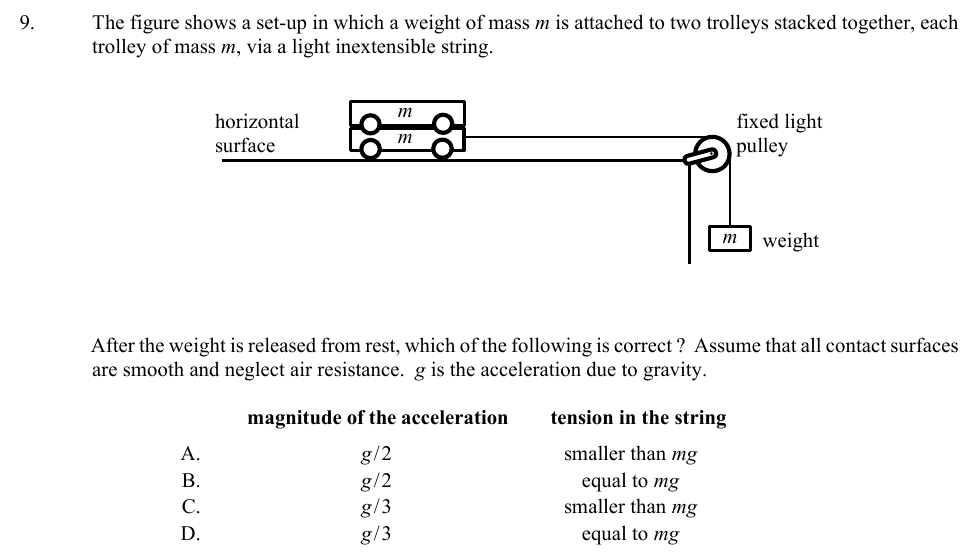 9. The figure shows a set-up in which a weight of mass m is attached to two trolleys stacked together, each
trolley of mass m, via a light inextensible string.
m
horizontal fixed light
m
surface pulley
m weight
After the weight is released from rest, which of the following is correct ? Assume that all contact surfaces
are smooth and neglect air resistance. g is the acceleration due to gravity.
magnitude of the acceleration tension in the string
A. g/2 smaller than mg
B. g/2 equal to mg
C. g/3 smaller than mg
D. g/3 equal to mg